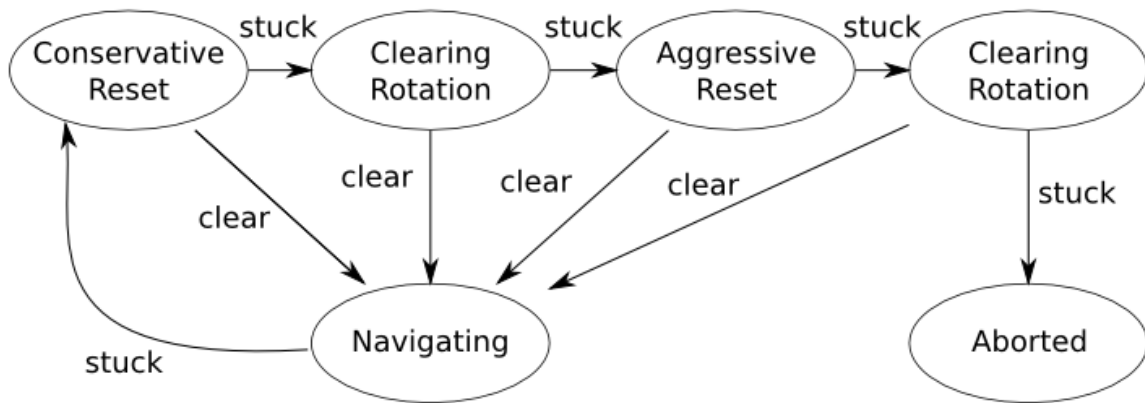 stuck
stuck
stuck
Conservative
Reset
Clearing
Rotation
Aggressive
Reset
Clearing
Rotation
clear
clear
clear
clear
stuck
Navigating
Aborted
stuck